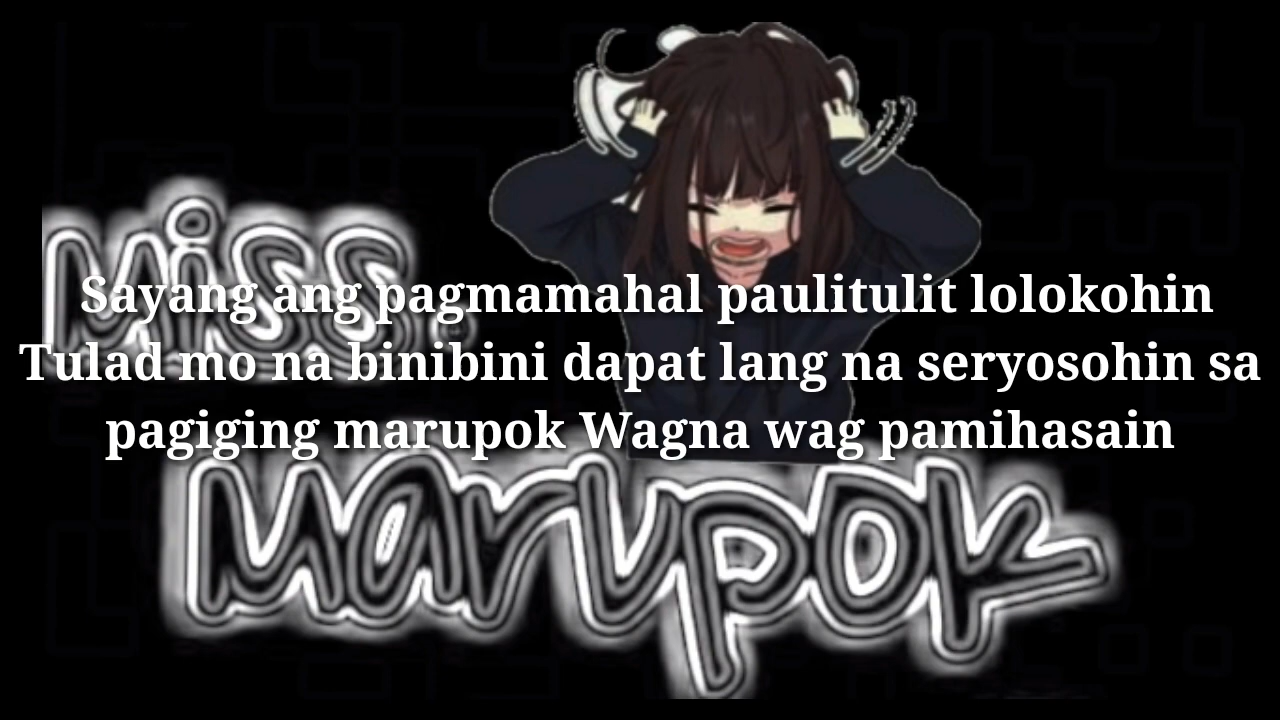 Miss.
Sayang ang pagmamahal paulitulit lolokohin
Tulad mo na binibini dapat lang na seryosohin sa
pagiging marupok Wagna wag pamihasain
marupok